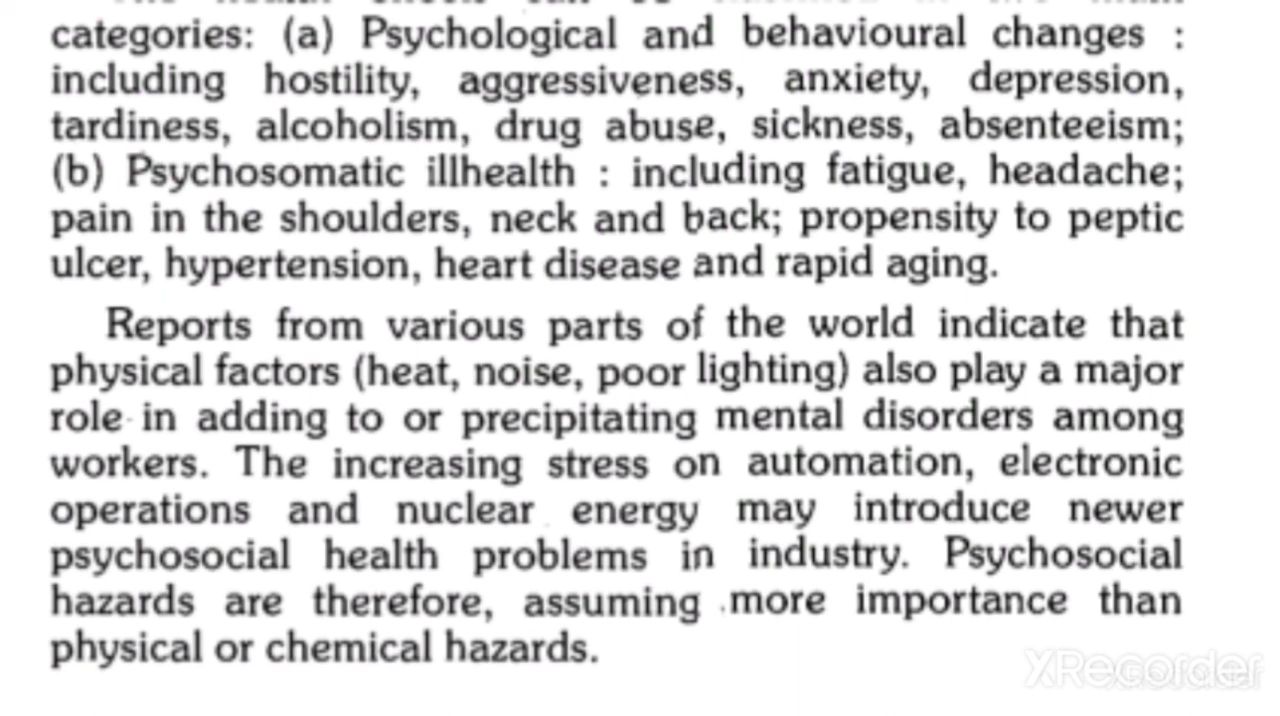 categories: (a) Psychological and behavioural changes :
including hostility, aggressiveness, anxiety, depression,
tardiness, alcoholism, drug abuse, sickness, absenteeism;
(b) Psychosomatic illhealth : including fatigue, headache;
pain in the shoulders, neck and back; propensity to peptic
ulcer, hypertension, heart disease and rapid aging.
Reports from various parts of the world indicate that
physical factors (heat, noise, poor lighting) also play a major
role in adding to or precipitating mental disorders among
workers. The increasing stress on automation, electronic
operations and nuclear energy may introduce newer
psychosocial health problems in industry. Psychosocial
hazards are therefore, assuming more importance than
physical or chemical hazards.
XRecorder